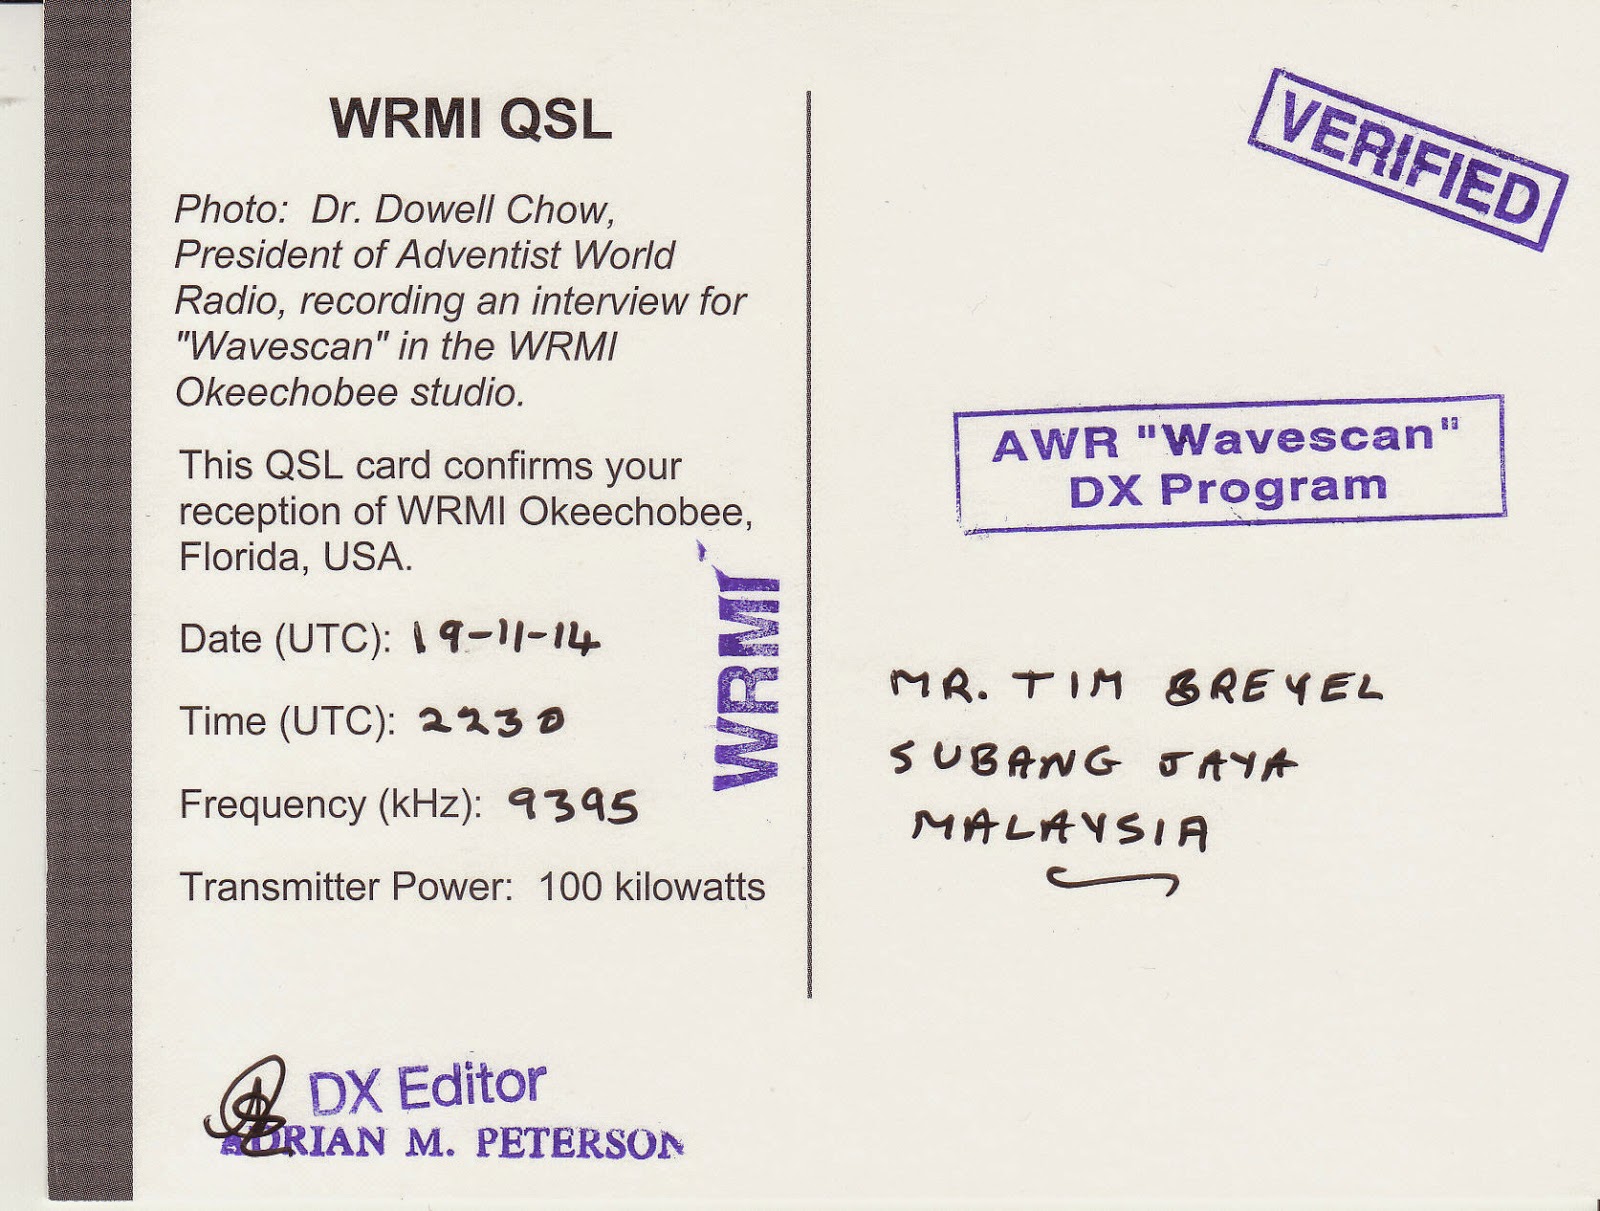 WRMI QSL
Photo: Dr. Dowell Chow,
President of Adventist World
Radio, recording an interview for
"Wavescan" in the WRMI
Okeechobee studio.
This QSL card confirms your
reception of WRMI Okeechobee,
Florida, USA.
Date (UTC): 19-11-14
Time (UTC): 2230
Frequency (kHz): 9395
Transmitter Power: 100 kilowatts
WRMI
DX Editor
ADRIAN M. PETERSON
VERIFIED
AWR "Wavescan"
DX Program
MR. TIM BREYEL
SUBANG JAYA
MALAYSIA